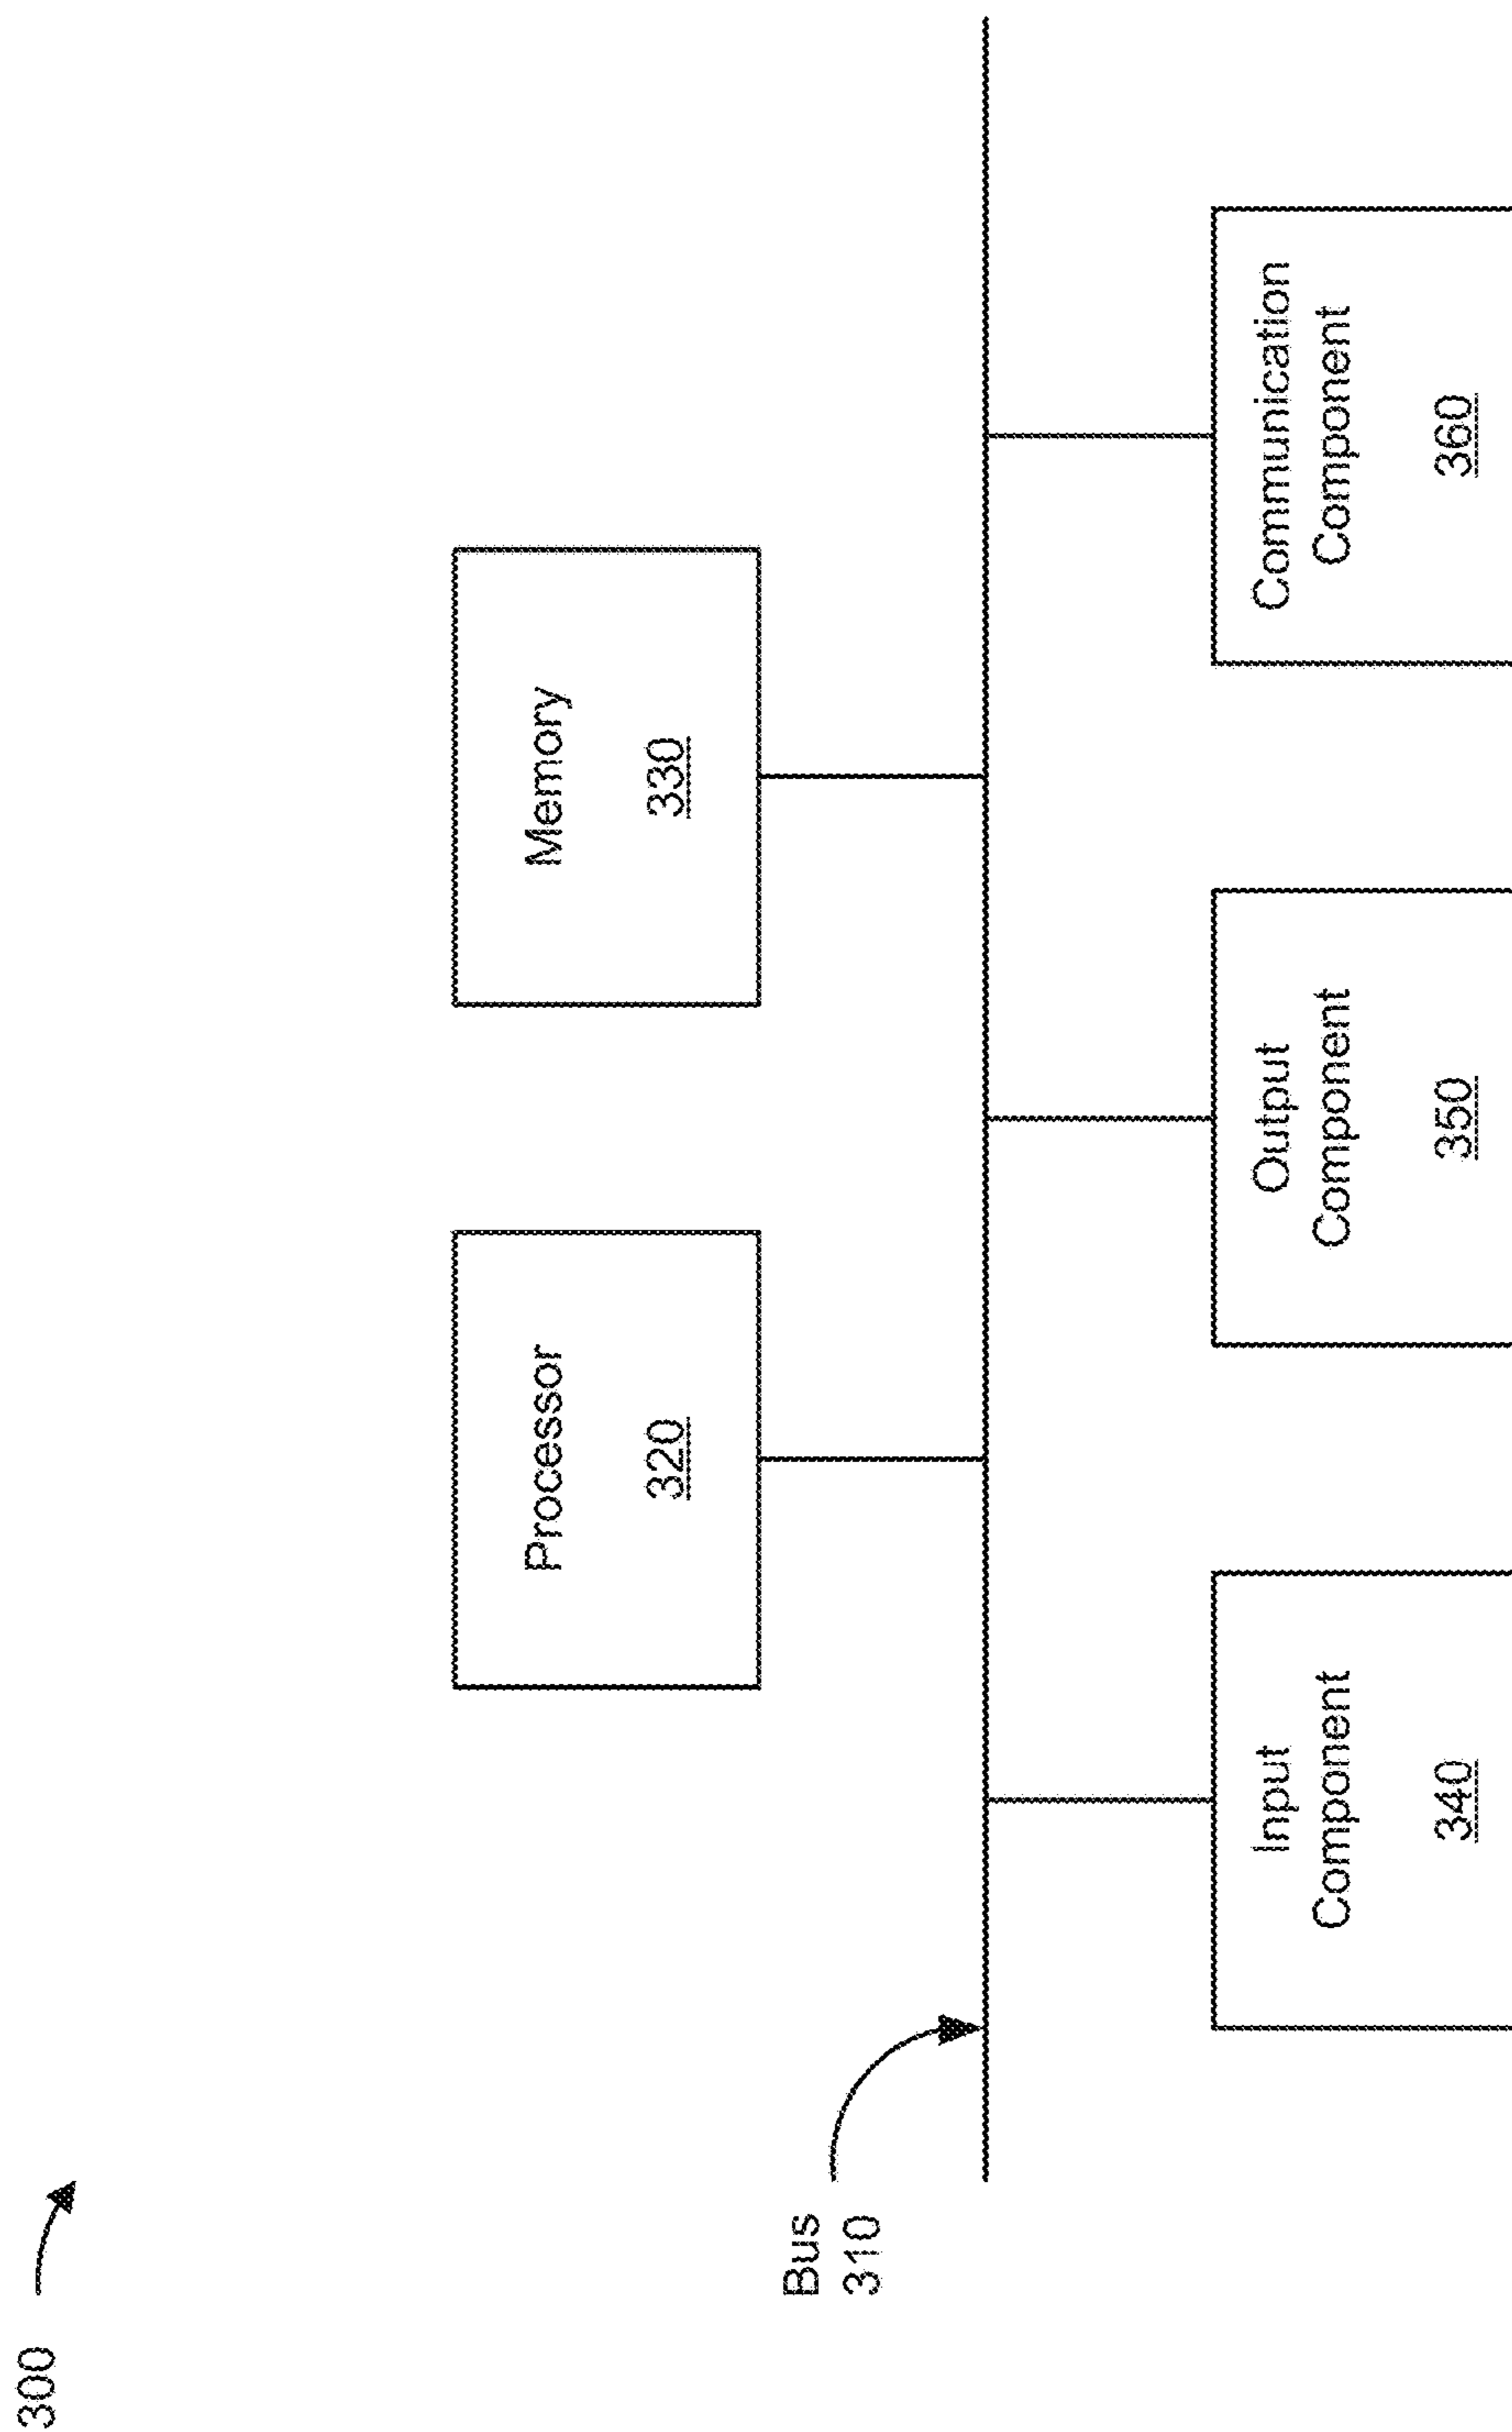 300
Processor
320
Memory
330
Bus
310
Input
Component
340
Output
Component
350
Communication
Component
360